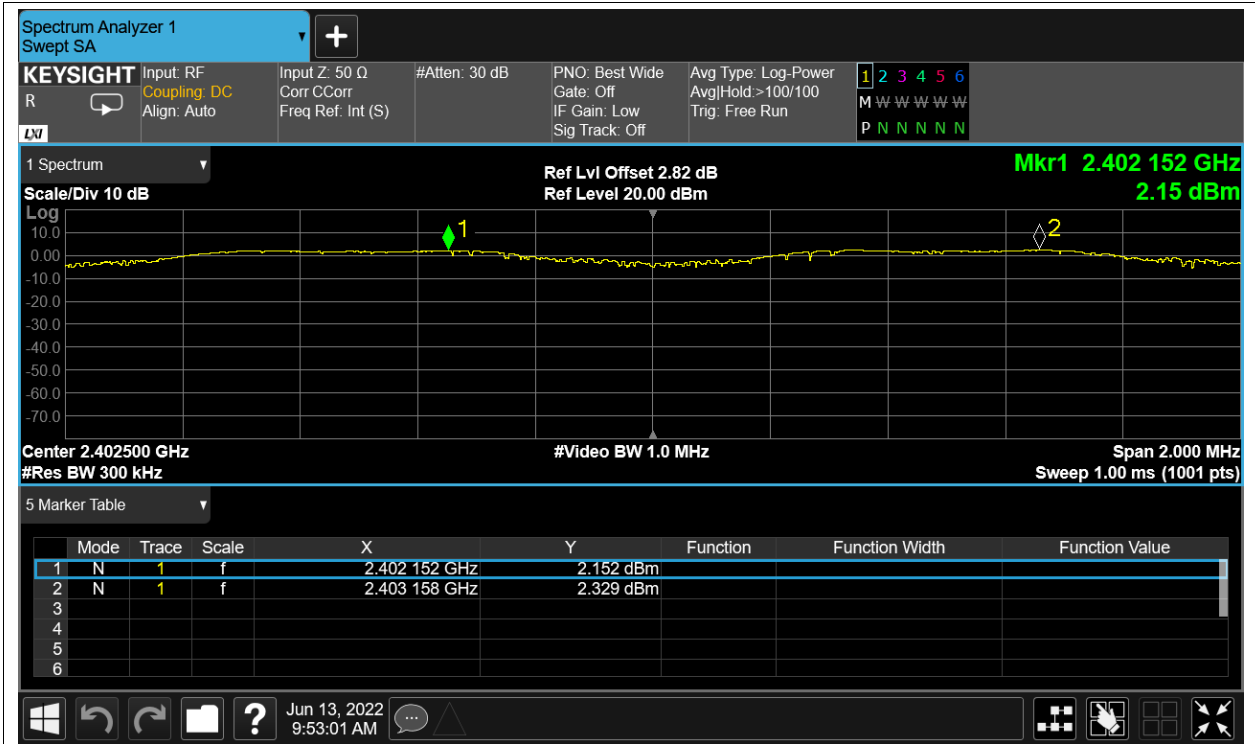 Spectrum Analyzer 1
Swept SA
+
KEYSIGHT Input: RF Input Z: 50 Ω #Atten: 30 dB PNO: Best Wide Avg Type: Log-Power 1 2 3 4 5 6
R Coupling: DC Corr CCorr Gate: Off Avg|Hold:>100/100 M W W W W W
Align: Auto Freq Ref: Int (S) IF Gain: Low Trig: Free Run
LXI Sig Track: Off P N N N N N
1 Spectrum Ref Lvl Offset 2.82 dB Mkr1 2.402 152 GHz
Scale/Div 10 dB Ref Level 20.00 dBm 2.15 dBm
Log
10.0
0.00
-10.0
-20.0
-30.0
-40.0
-50.0
-60.0
-70.0
1
2
Center 2.402500 GHz #Video BW 1.0 MHz Span 2.000 MHz
#Res BW 300 kHz Sweep 1.00 ms (1001 pts)
5 Marker Table
Mode Trace Scale X Y Function Function Width Function Value
1 N 1 f 2.402 152 GHz 2.152 dBm
2 N 1 f 2.403 158 GHz 2.329 dBm
3
4
5
6
? Jun 13, 2022
9:53:01 AM